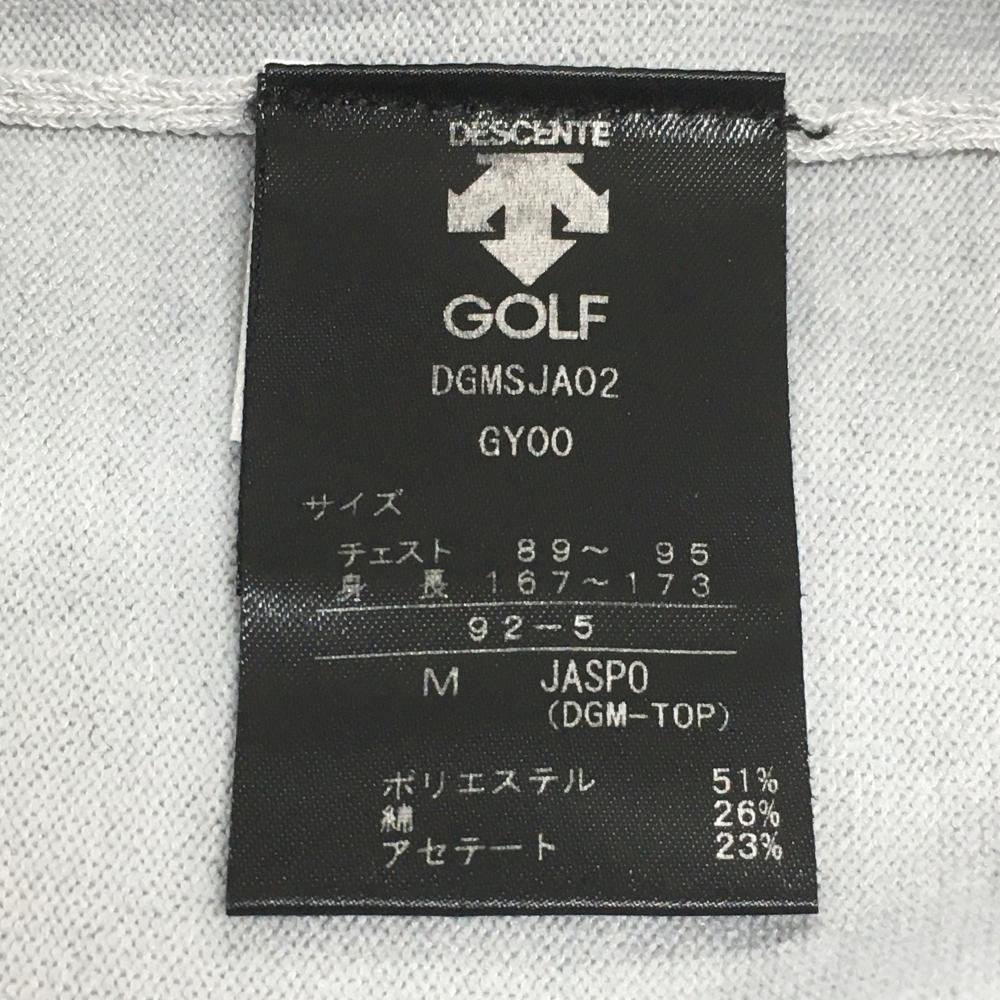 DESCENTE
GOLF
DGMSJA02
GY00
サイズ
チェスト 89～ 95
身 長 167～173
92-5
M JASPO
(DGM-TOP)
ポリエステル 51%
綿 26%
アセテート 23%